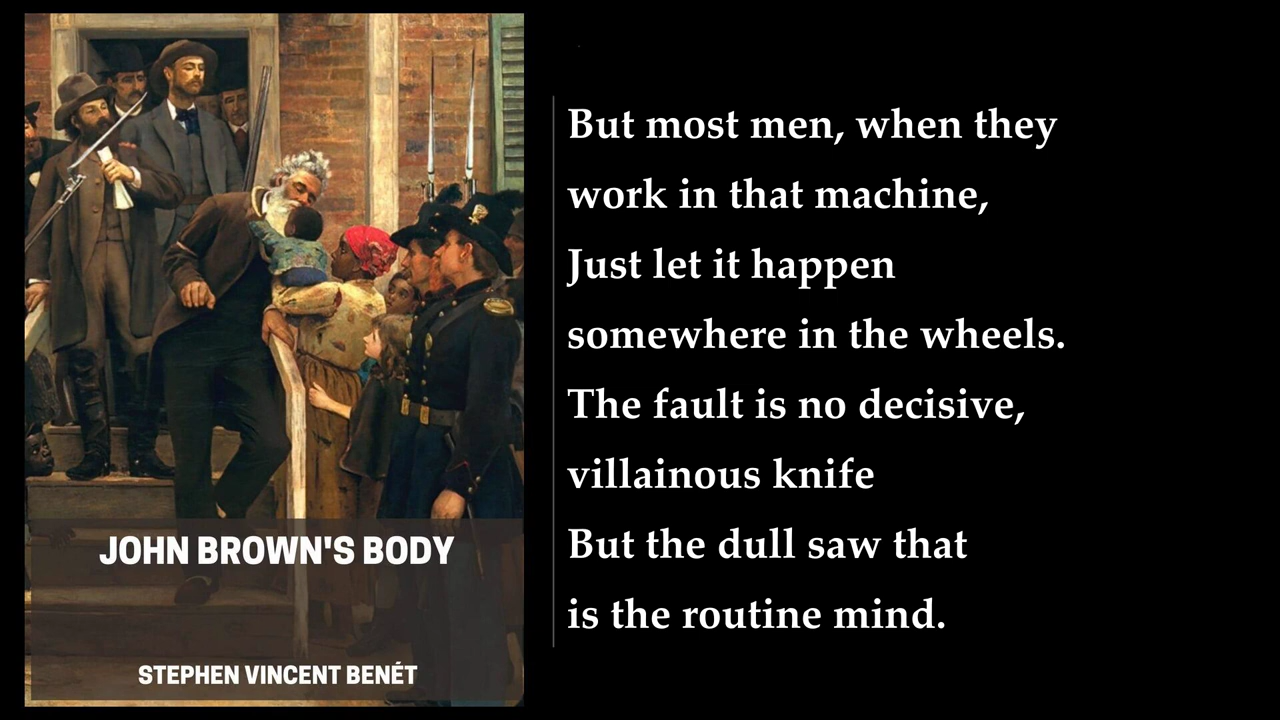 JOHN BROWN'S BODY
STEPHEN VINCENT BENÉT
But most men, when they
work in that machine,
Just let it happen
somewhere in the wheels.
The fault is no decisive,
villainous knife
But the dull saw that
is the routine mind.